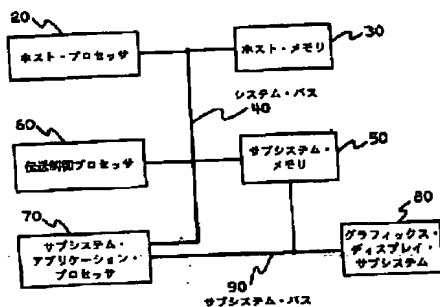 20
ホスト・プロセッサ
30
ホスト・メモリ
システム・バス
40
60
伝送制御プロセッサ
50
サブシステム・
メモリ
70
サブシステム・
アプリケーション・
プロセッサ
80
グラフィックス・
ディスプレイ・
サブシステム
90
サブシステム・バス